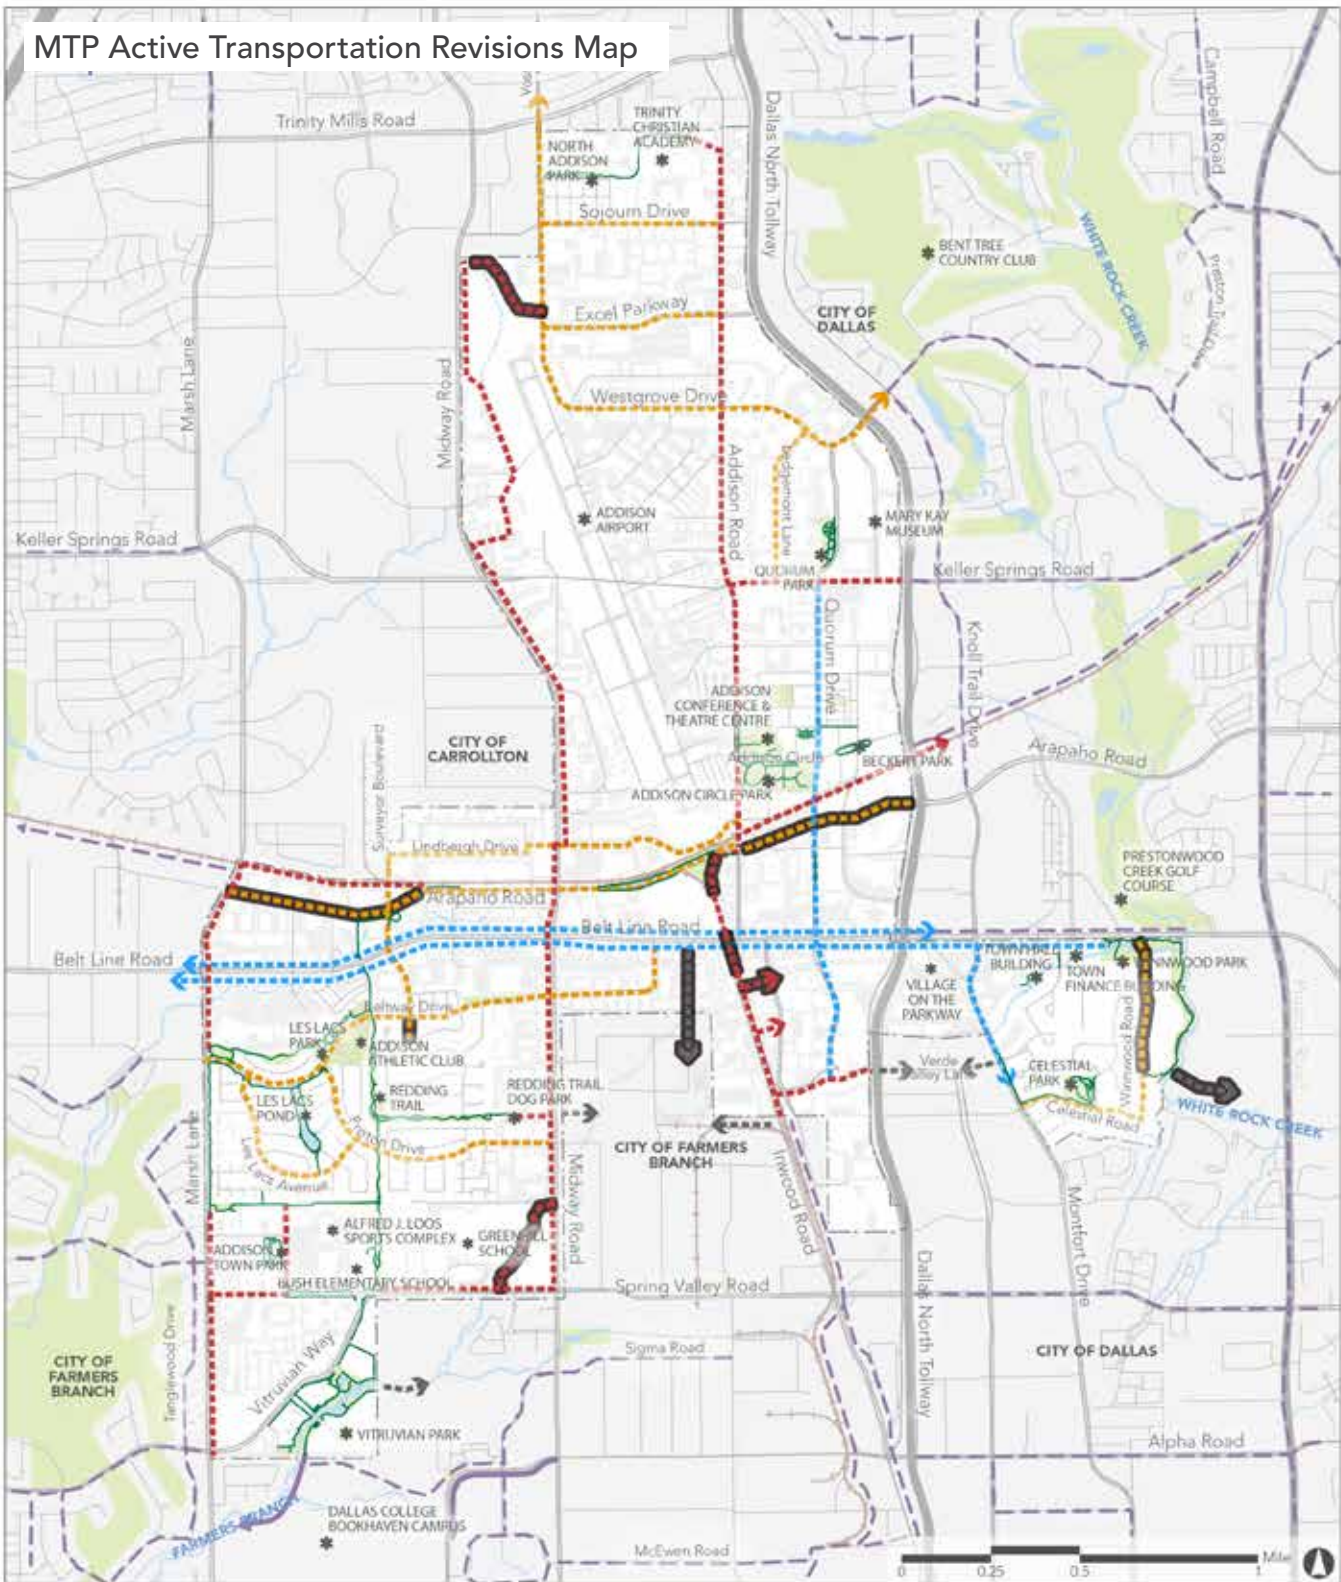 MTP Active Transportation Revisions Map
Trinity Mills Road
TRINITY
CHRISTIAN
ACADEMY
NORTH
ADDISON
PARK
Dallas North Tollway
Campbell Road
Sojourn Drive
BENT TREE
COUNTRY CLUB
WHITE ROCK CREEK
Excel Parkway
CITY OF
DALLAS
Marsh Lane
Midway Road
Westgrove Drive
Addison Road
Ledgemont Lane
ADDISON
AIRPORT
MARY KAY
MUSEUM
Keller Springs Road
QUORUM
PARK
Keller Springs Road
Quorum Drive
Knoll Trail Drive
ADDISON
CONFERENCE &
THEATRE CENTRE
CITY OF
CARROLLTON
Surveyor Boulevard
Addison Circle
BECKERT PARK
Arapaho Road
ADDISON CIRCLE PARK
Lindbergh Drive
PRESTONWOOD
CREEK GOLF
COURSE
Arapaho Road
Belt Line Road
Belt Line Road
TOWN HALL
BUILDING
TOWN
FINANCE BUILDING
WINNWOOD PARK
VILLAGE
ON THE
PARKWAY
Beltway Drive
LES LACS
PARK
ADDISON
ATHLETIC CLUB
Winnwood Road
Verde
Valley Lane
CELESTIAL
PARK
REDDING
TRAIL
REDDING TRAIL
DOG PARK
LES LACS
POND
Celestial Road
WHITE ROCK CREEK
Marsh Lane
Proton Drive
CITY OF FARMERS
BRANCH
Les Lacs Avenue
Midway Road
Inwood Road
Montfort Drive
ALFRED J. LOOS
SPORTS COMPLEX
GREENHILL
SCHOOL
ADDISON
TOWN PARK
BUSH ELEMENTARY SCHOOL
Spring Valley Road
Dallas North Tollway
Tanglewood Drive
Vitruvian Way
Sigma Road
CITY OF
FARMERS
BRANCH
CITY OF DALLAS
VITRUVIAN PARK
Alpha Road
FARMERS BRANCH
DALLAS COLLEGE
BOOKHAVEN CAMPUS
McEwen Road
Mile
0 0.25 0.5 1